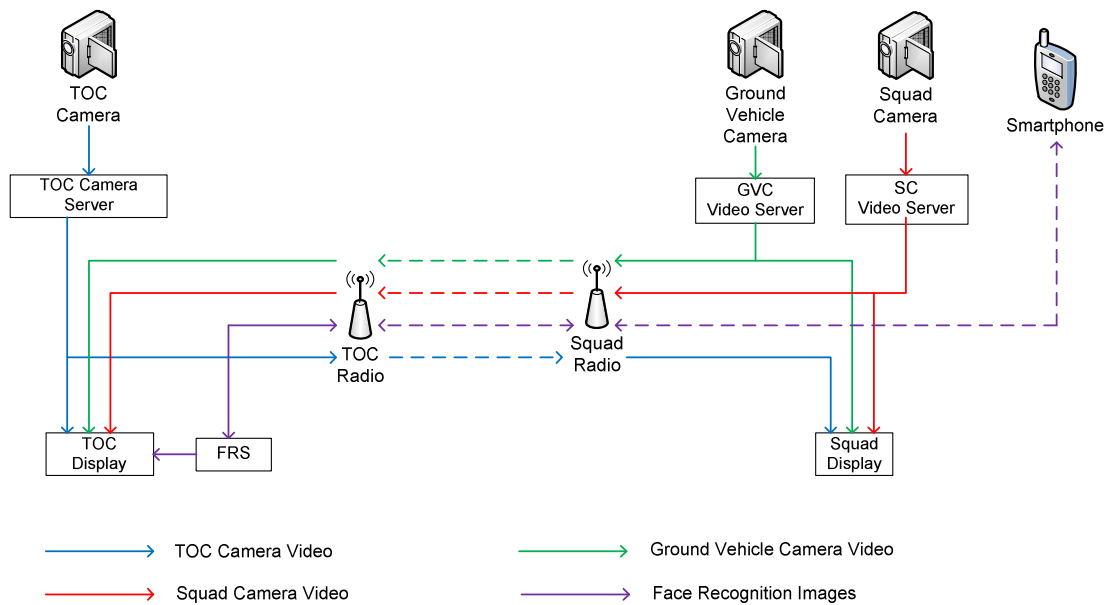 TOC
Camera
Ground
Vehicle
Camera
Squad
Camera
Smartphone
TOC Camera
Server
GVC
Video Server
SC
Video Server
TOC
Radio
Squad
Radio
TOC
Display
FRS
Squad
Display
TOC Camera Video
Ground Vehicle Camera Video
Squad Camera Video
Face Recognition Images